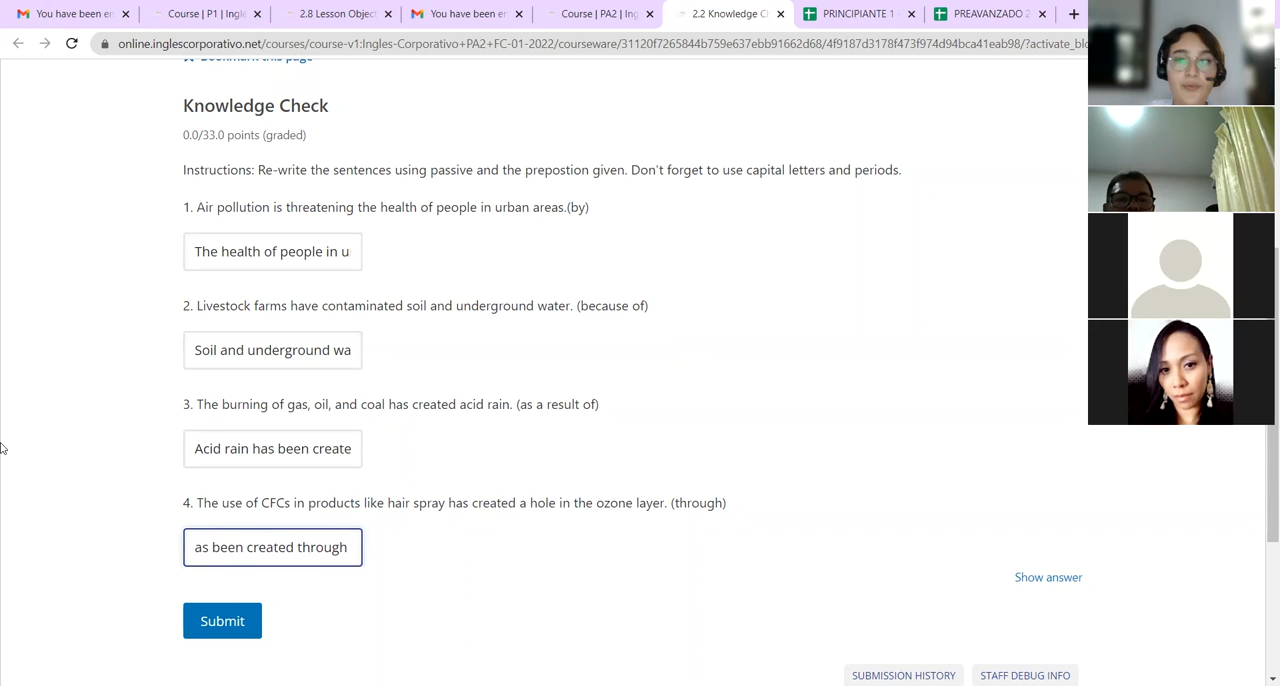 You have been en
Course | P1 | Ingle
2.8 Lesson Object
You have been en
Course | PA2 | Ing
2.2 Knowledge Ch
PRINCIPIANTE 1
PREAVANZADO 2
online.inglescorporativo.net/courses/course-v1:Ingles-Corporativo+PA2+FC-01-2022/courseware/31120f7265844b759e637ebb91662d68/4f9187d3178f473f974d94bca41eab98/?activate_blo
Bookmark this page
Knowledge Check
0.0/33.0 points (graded)
Instructions: Re-write the sentences using passive and the prepostion given. Don't forget to use capital letters and periods.
1. Air pollution is threatening the health of people in urban areas.(by)
The health of people in u
2. Livestock farms have contaminated soil and underground water. (because of)
Soil and underground wa
3. The burning of gas, oil, and coal has created acid rain. (as a result of)
Acid rain has been create
4. The use of CFCs in products like hair spray has created a hole in the ozone layer. (through)
as been created through
Show answer
Submit
SUBMISSION HISTORY
STAFF DEBUG INFO